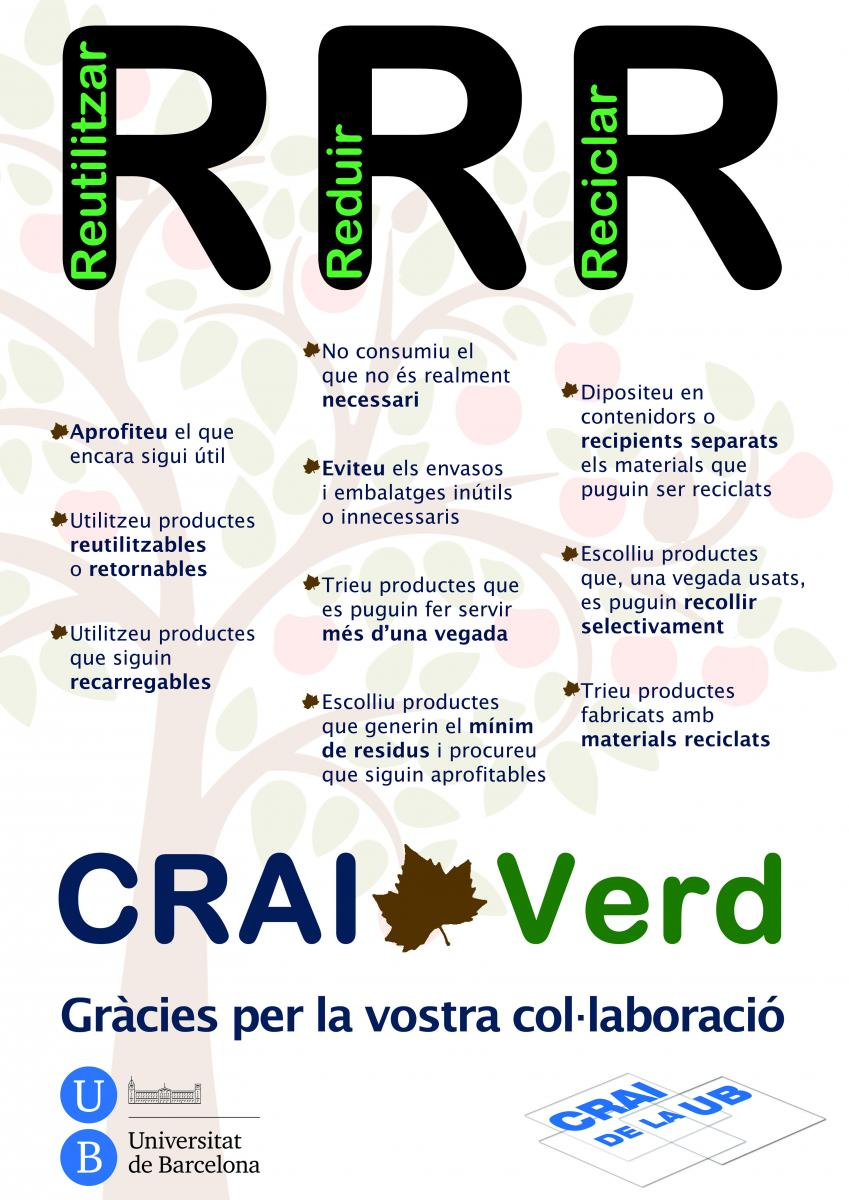 RRR
Reutilitzar
Reduir
Reciclar
Aprofiteu el que
encara sigui útil
Utilitzeu productes
reutilitzables
o retornables
Utilitzeu productes
que siguin
recarregables
No consumiu el
que no és realment
necessari
Eviteu els envasos
i embalatges inútils
o innecessaris
Trieu productes que
es puguin fer servir
més d’una vegada
Escolliu productes
que generin el mínim
de residus i procureu
que siguin aprofitables
Dipositeu en
contenidors o
recipients separats
els materials que
puguin ser reciclats
Escolliu productes
que, una vegada usats,
es puguin recollir
selectivament
Trieu productes
fabricats amb
materials reciclats
CRAI Verd
Gràcies per la vostra col·laboració
U
B
Universitat
de Barcelona
CRAI
DE LA UB